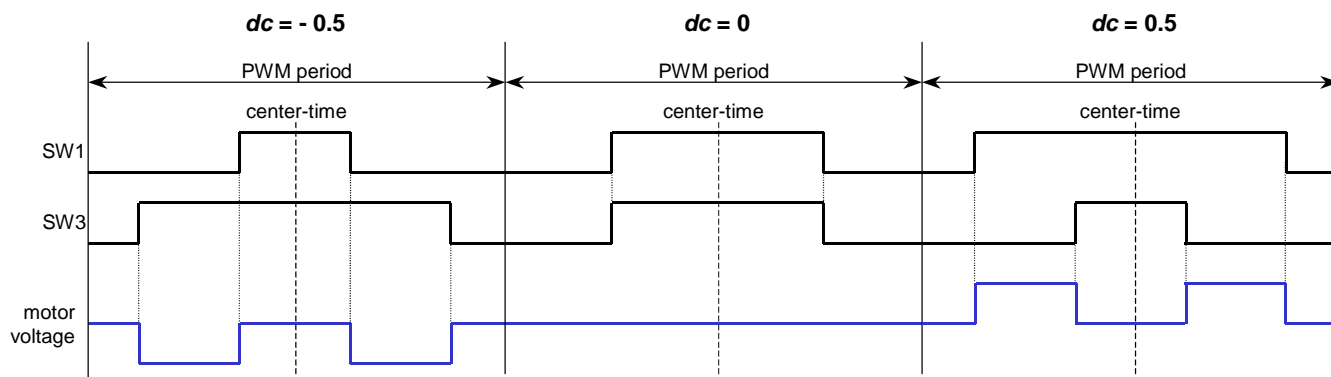 dc = - 0.5
dc = 0
dc = 0.5
PWM period
PWM period
PWM period
center-time
center-time
center-time
SW1
SW3
motor
voltage